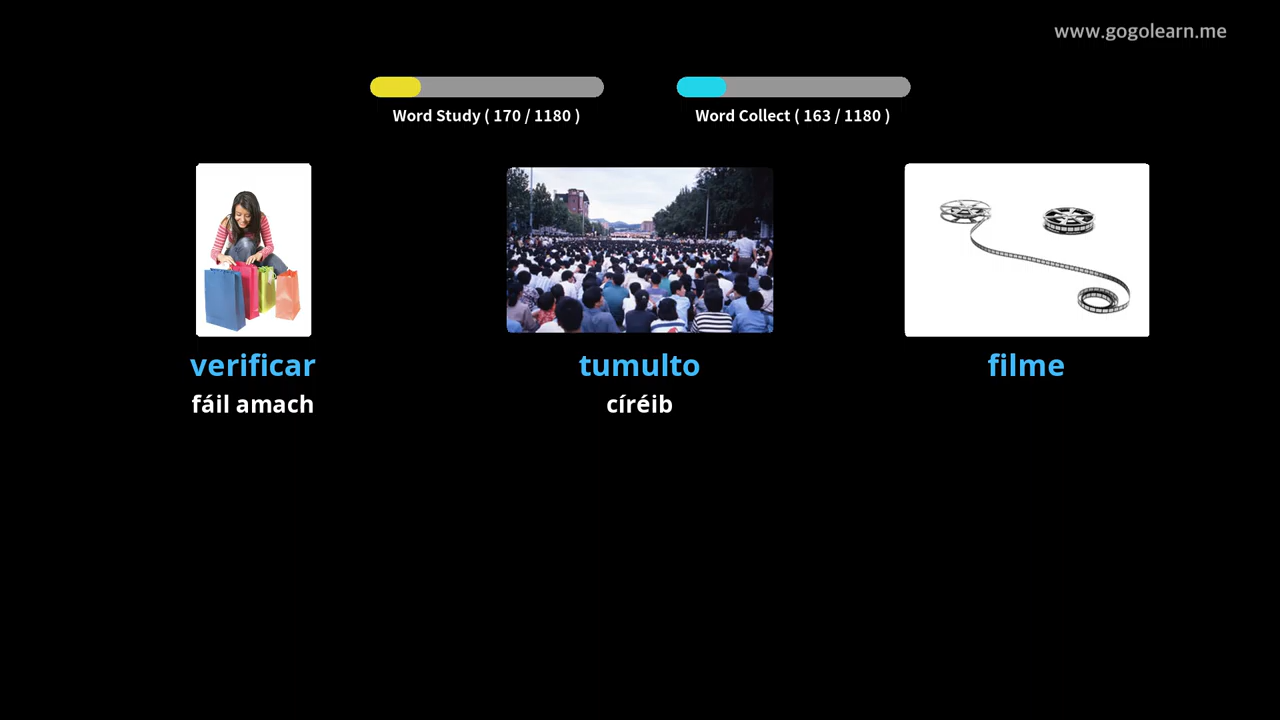 www.gogolearn.me
Word Study ( 170 / 1180 )
Word Collect ( 163 / 1180 )
verificar
tumulto
filme
fáil amach
círéib